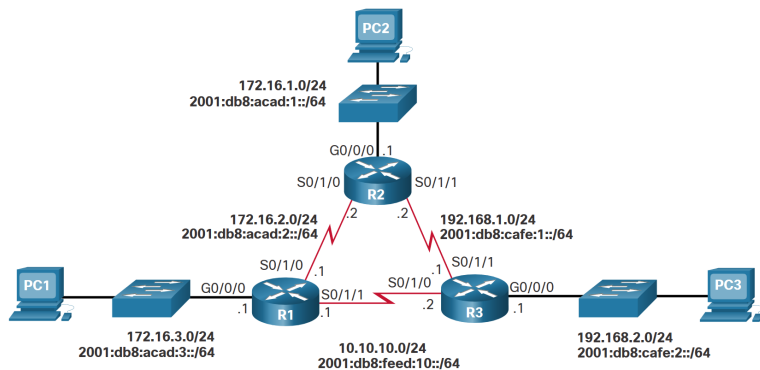 PC2
172.16.1.0/24
2001:db8:acad:1::/64
G0/0/0 .1
S0/1/0
S0/1/1
R2
.2
.2
172.16.2.0/24
2001:db8:acad:2::/64
192.168.1.0/24
2001:db8:cafe:1::/64
S0/1/0
.1
S0/1/1
.1
PC1
G0/0/0
.1
R1
S0/1/1
.1
S0/1/0
.2
R3
G0/0/0
.1
PC3
172.16.3.0/24
2001:db8:acad:3::/64
10.10.10.0/24
2001:db8:feed:10::/64
192.168.2.0/24
2001:db8:cafe:2::/64